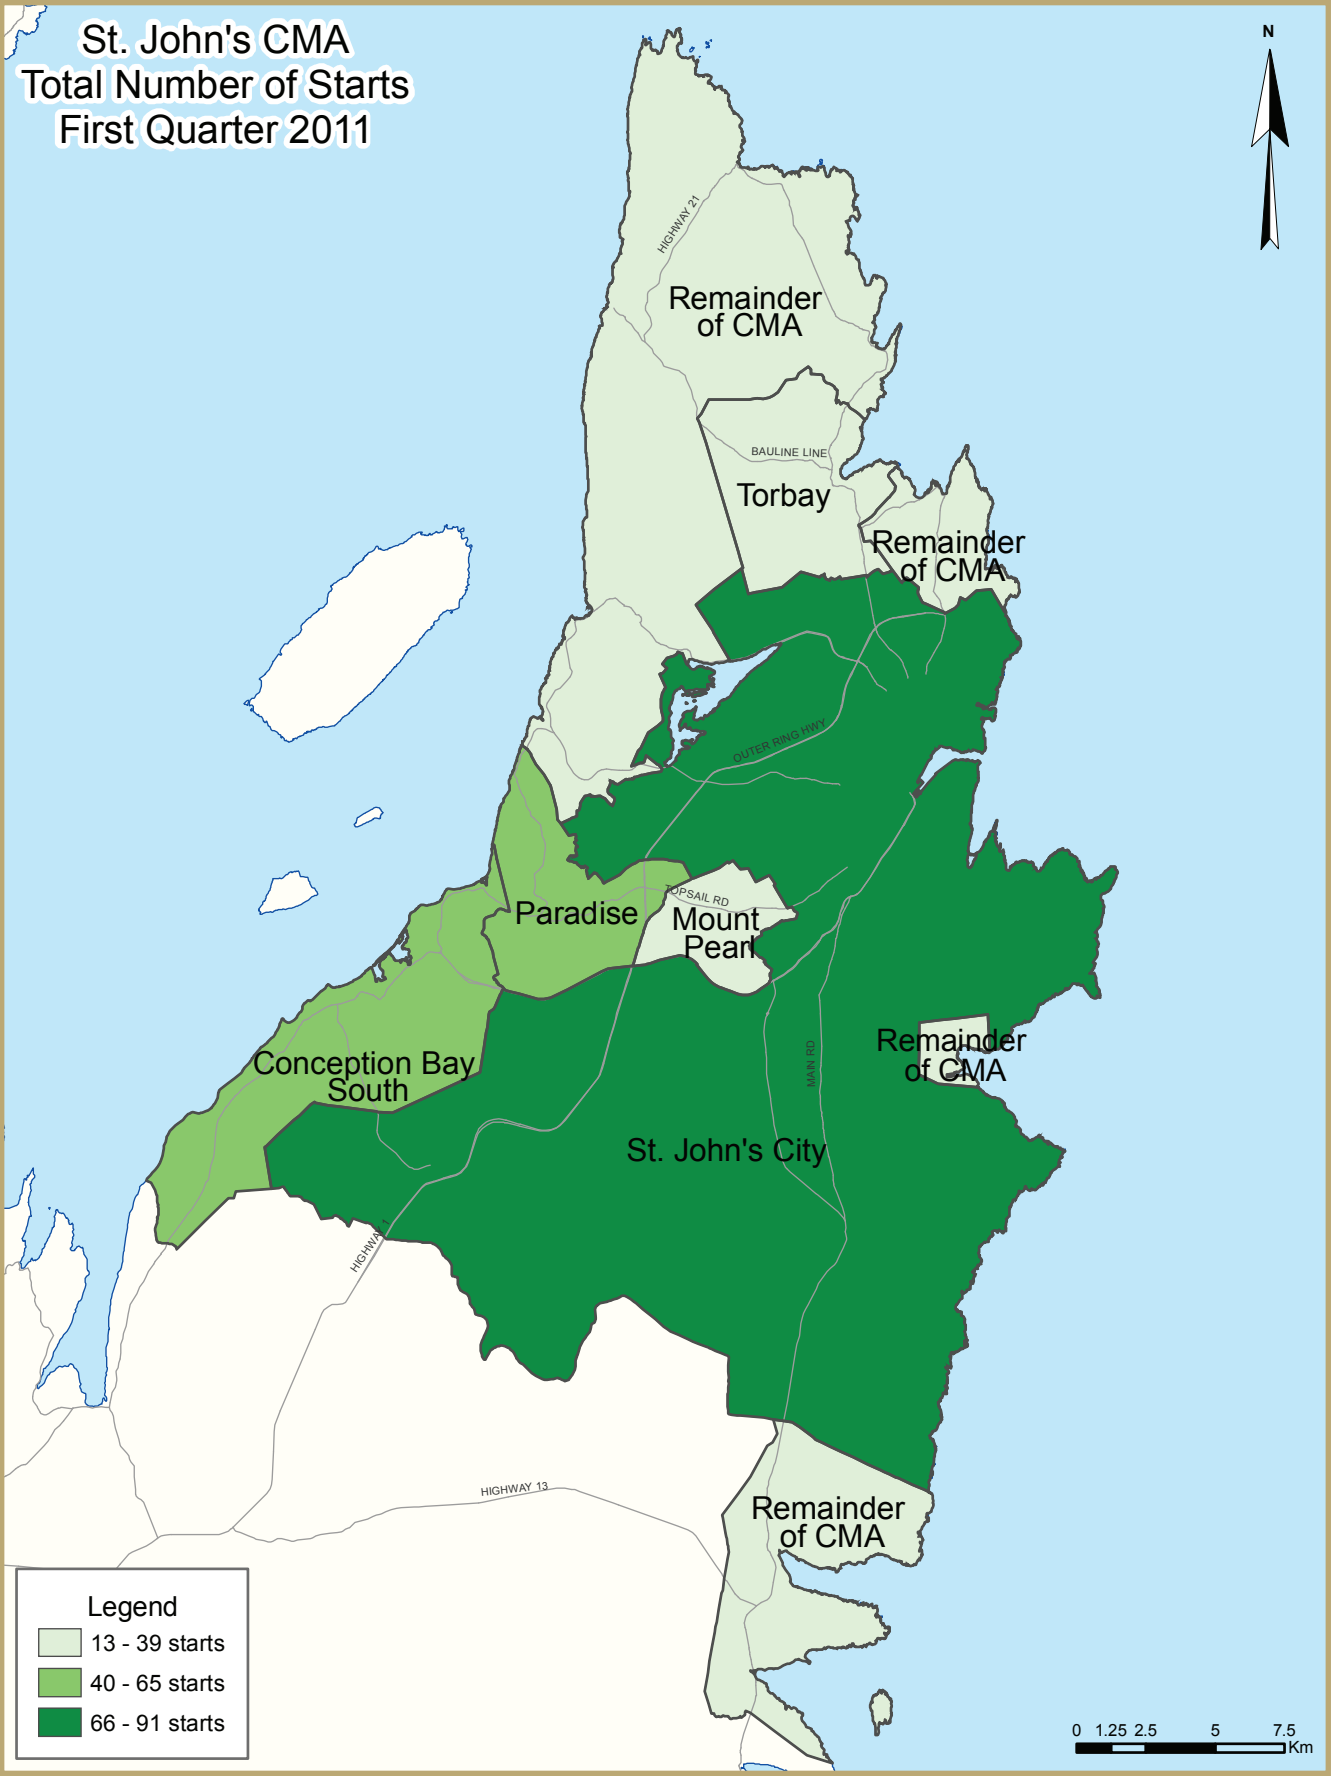 St. John's CMA
Total Number of Starts
First Quarter 2011
N
HIGHWAY 21
Remainder
of CMA
BAULINE LINE
Torbay
Remainder
of CMA
OUTER RING HWY
TOPSAIL RD
Paradise
Mount
Pearl
Remainder
of CMA
MAIN RD
Conception Bay
South
St. John's City
HIGHWAY 1
HIGHWAY 13
Remainder
of CMA
Legend
13 - 39 starts
40 - 65 starts
66 - 91 starts
0 1.25 2.5 5 7.5
Km